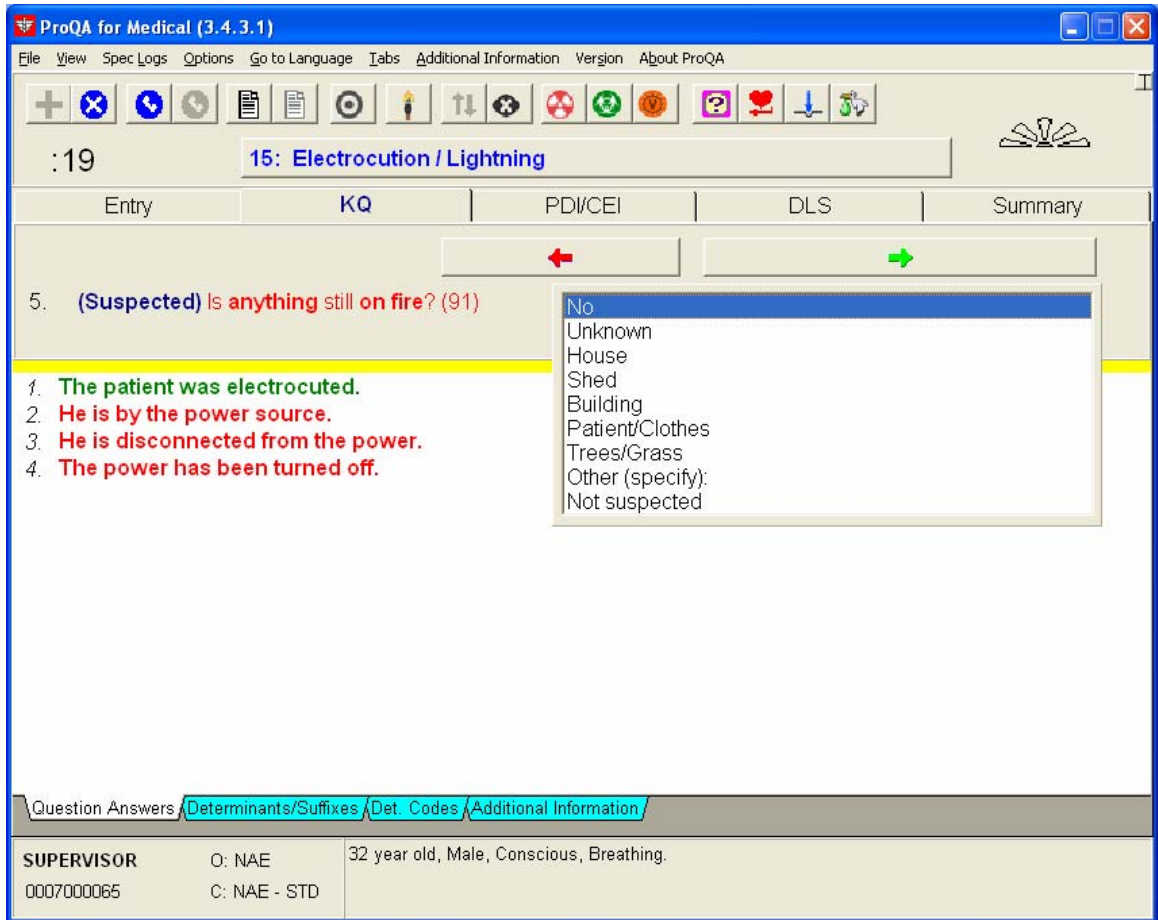 ProQA for Medical (3.4.3.1)
File View Spec Logs Options Go to Language Tabs Additional Information Version About ProQA
:19
15: Electrocution / Lightning
Entry KQ PDI/CEI DLS Summary
5. (Suspected) Is anything still on fire? (91)
No
Unknown
House
Shed
Building
Patient/Clothes
Trees/Grass
Other (specify):
Not suspected
1. The patient was electrocuted.
2. He is by the power source.
3. He is disconnected from the power.
4. The power has been turned off.
Question Answers Determinants/Suffixes Det. Codes Additional Information
SUPERVISOR O: NAE 32 year old, Male, Conscious, Breathing.
0007000065 C: NAE - STD